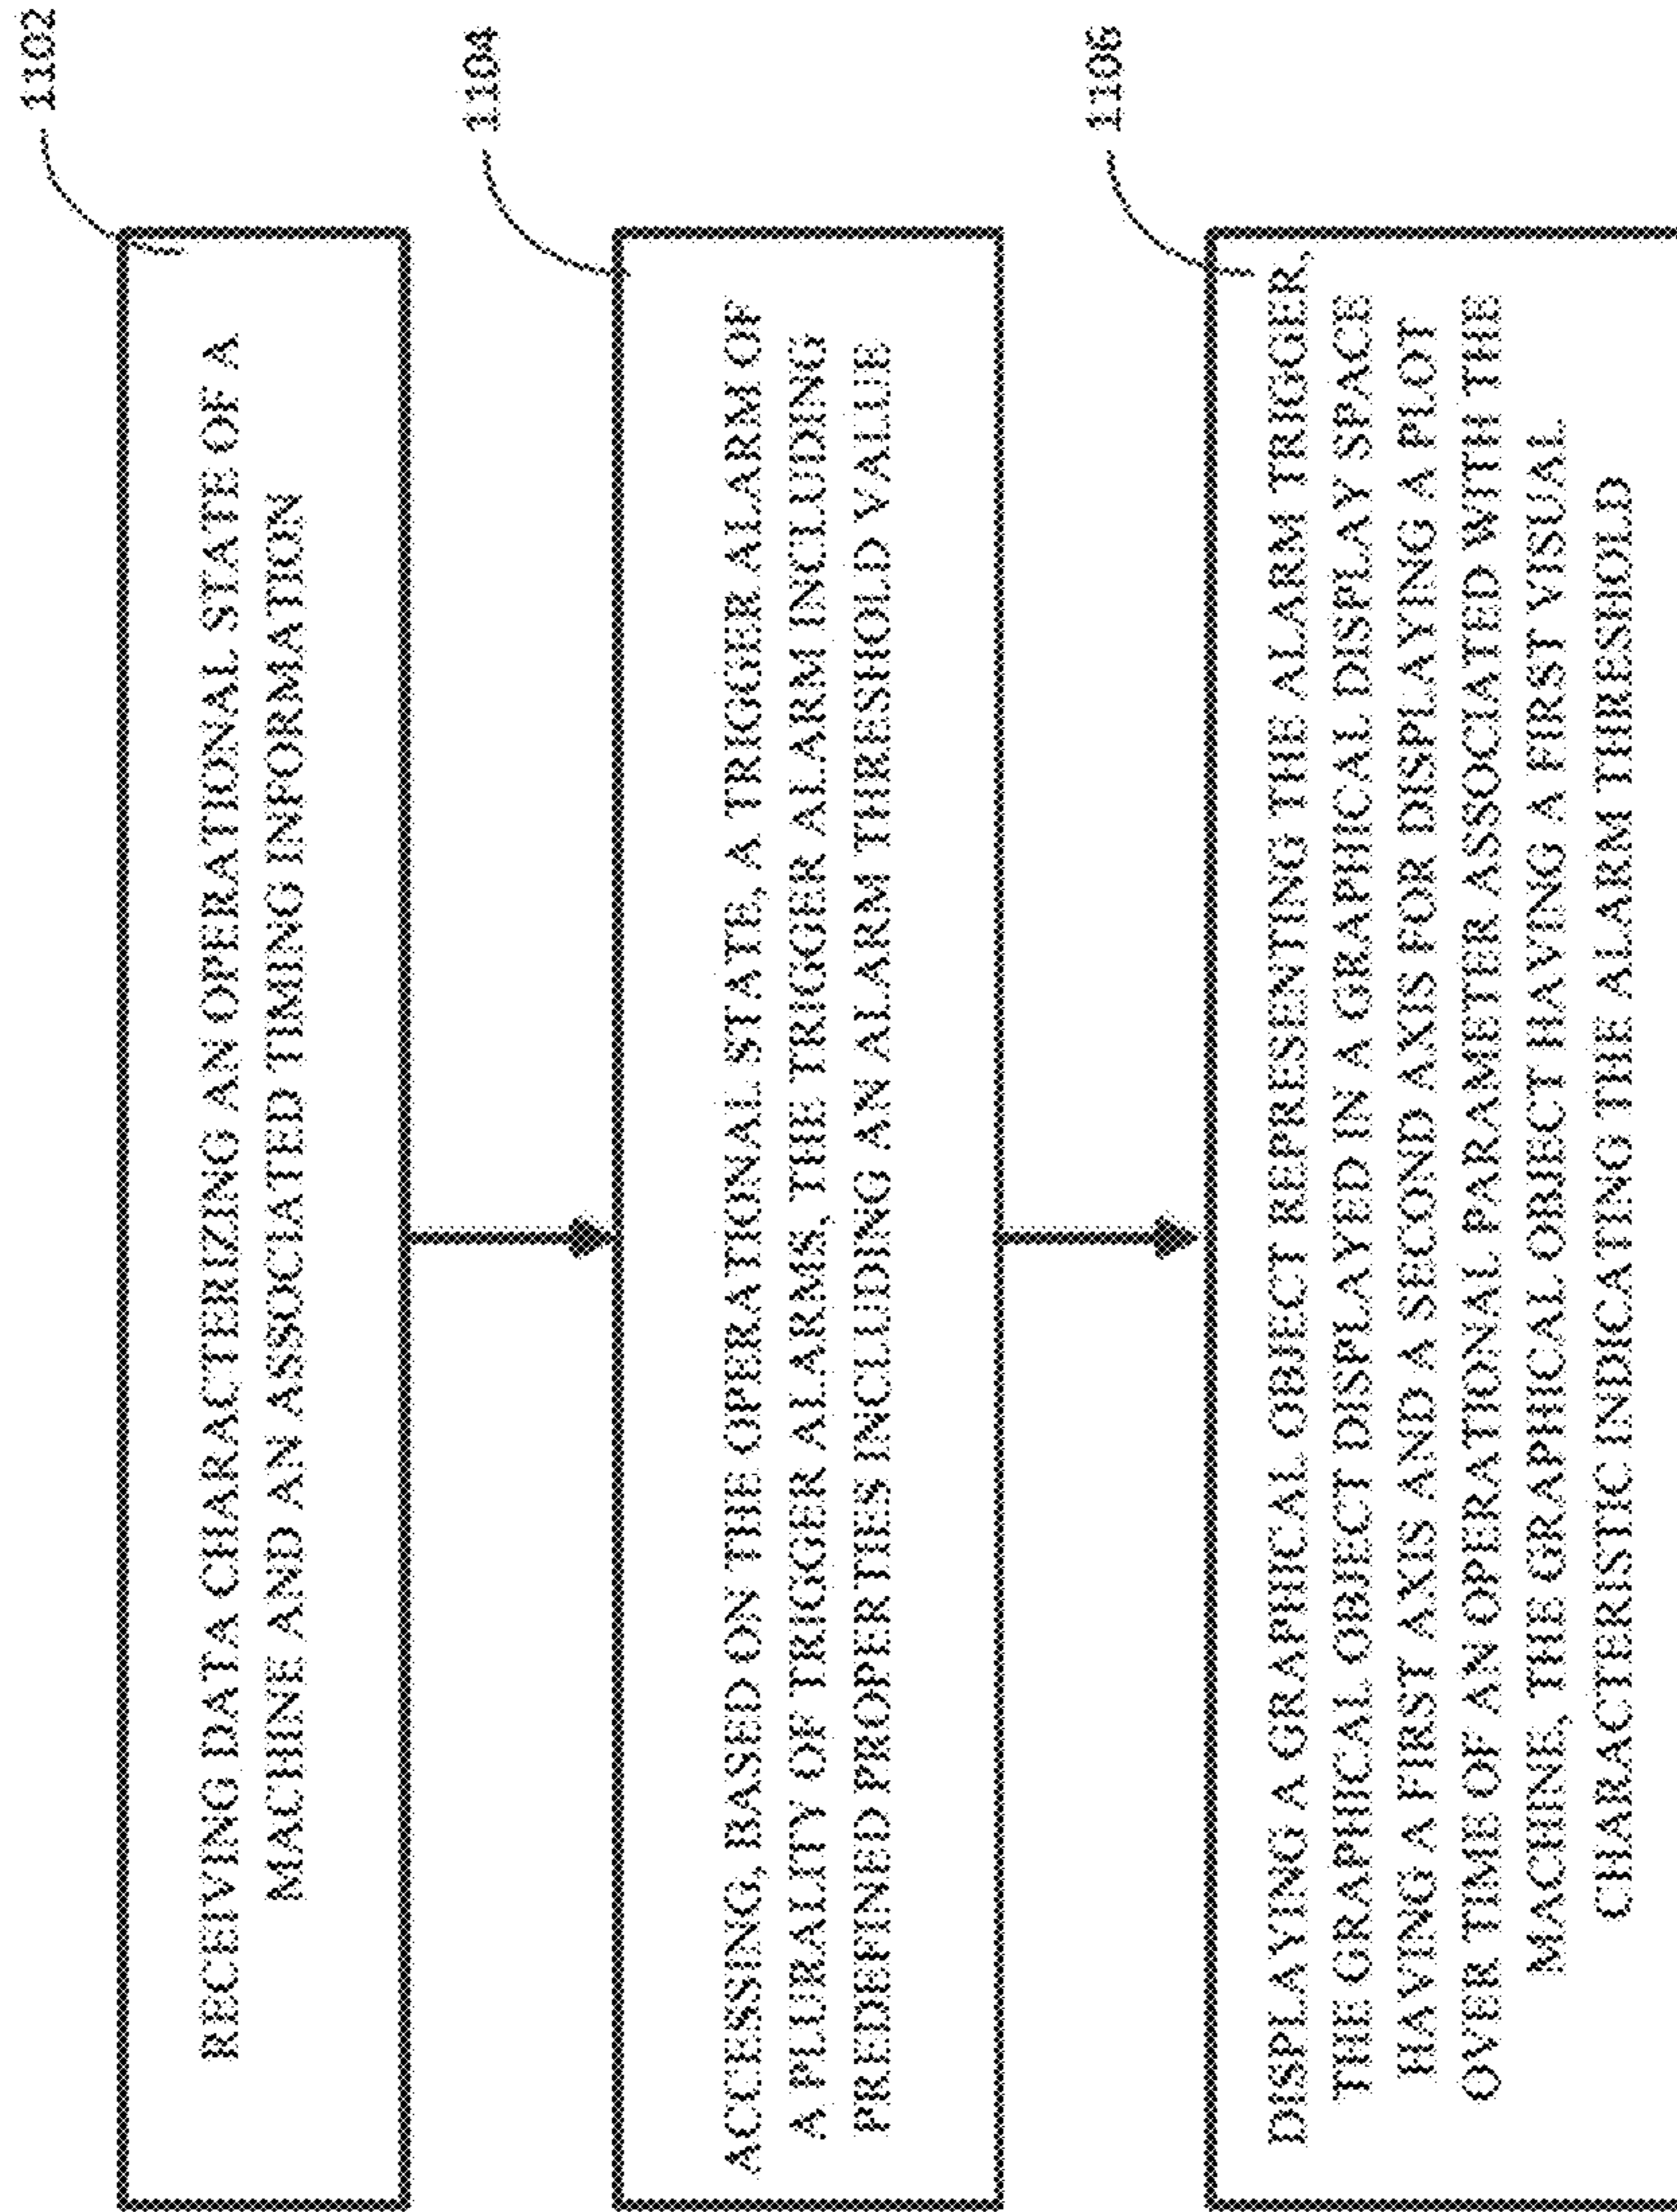 1102
RECEIVING DATA CHARACTERIZING AN OPERATIONAL STATE OF A
MACHINE AND AN ASSOCIATED TIMING INFORMATION
1104
ACCESSING, BASED ON THE OPERATIONAL STATE, A TRIGGER ALARM OF
A PLURALITY OF TRIGGER ALARMS, THE TRIGGER ALARM INCLUDING
PREDEFINED PROPERTIES INCLUDING AN ALARM THRESHOLD VALUE
1106
DISPLAYING A GRAPHICAL OBJECT REPRESENTING THE ALARM TRIGGER,
THE GRAPHICAL OBJECT DISPLAYED IN A GRAPHICAL DISPLAY SPACE
HAVING A FIRST AXIS AND A SECOND AXIS FOR DISPLAYING A PLOT
OVER TIME OF AN OPERATIONAL PARAMETER ASSOCIATED WITH THE
MACHINE, THE GRAPHICAL OBJECT HAVING A FIRST VISUAL
CHARACTERISTIC INDICATING THE ALARM THRESHOLD